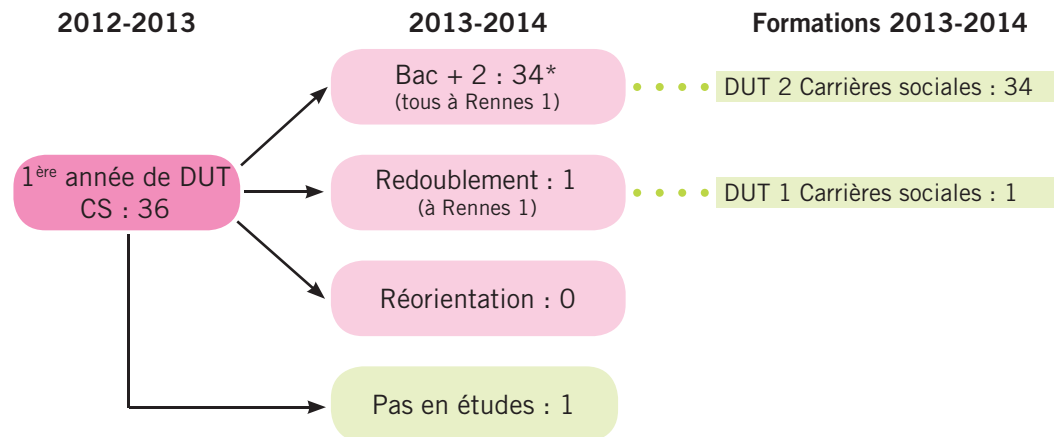 2012-2013
2013-2014
Formations 2013-2014
Bac + 2 : 34*
(tous à Rennes 1)
DUT 2 Carrières sociales : 34
1ère année de DUT
CS : 36
Redoublement : 1
(à Rennes 1)
DUT 1 Carrières sociales : 1
Réorientation : 0
Pas en études : 1